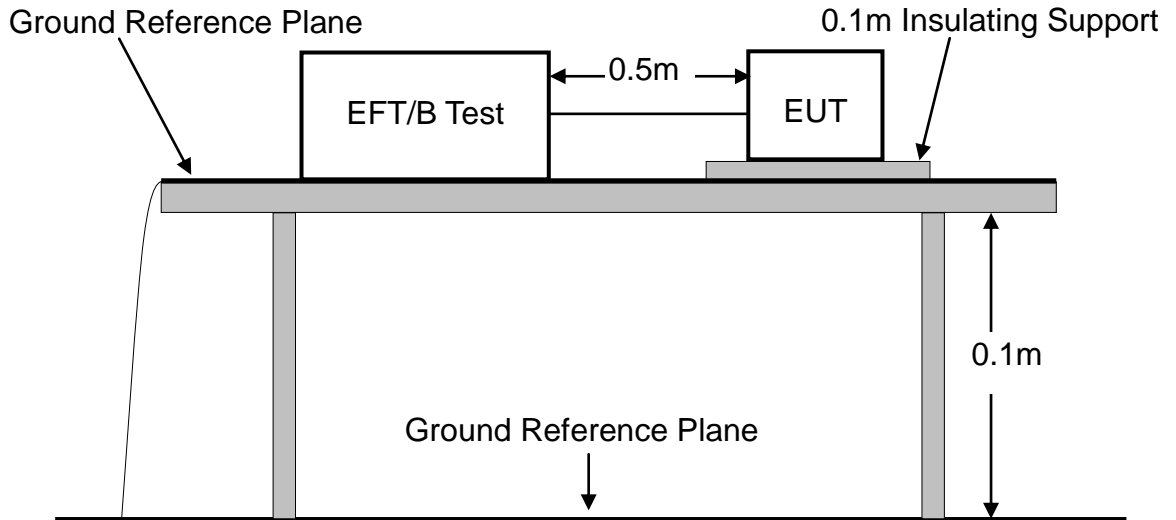 Ground Reference Plane
0.1m Insulating Support
0.5m
EFT/B Test
EUT
0.1m
Ground Reference Plane